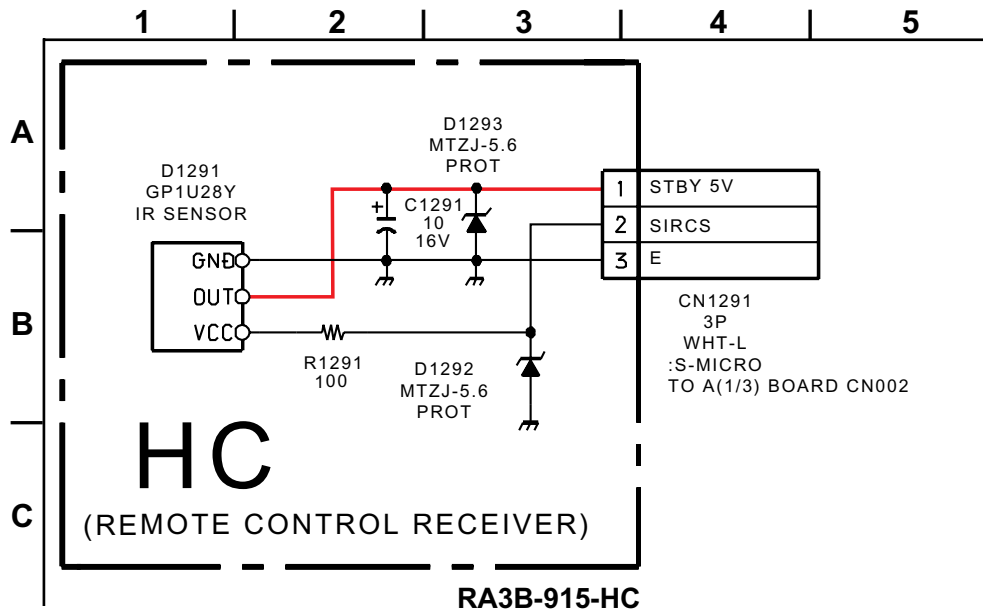 1 2 3 4 5
A
B
C
D1293
MTZJ-5.6
PROT
D1291
GP1U28Y
IR SENSOR
+
C1291
10
16V
1 STBY 5V
2 SIRCS
3 E
GND
OUT
VCC
R1291
100
D1292
MTZJ-5.6
PROT
CN1291
3P
WHT-L
:S-MICRO
TO A(1/3) BOARD CN002
HC
(REMOTE CONTROL RECEIVER)
RA3B-915-HC